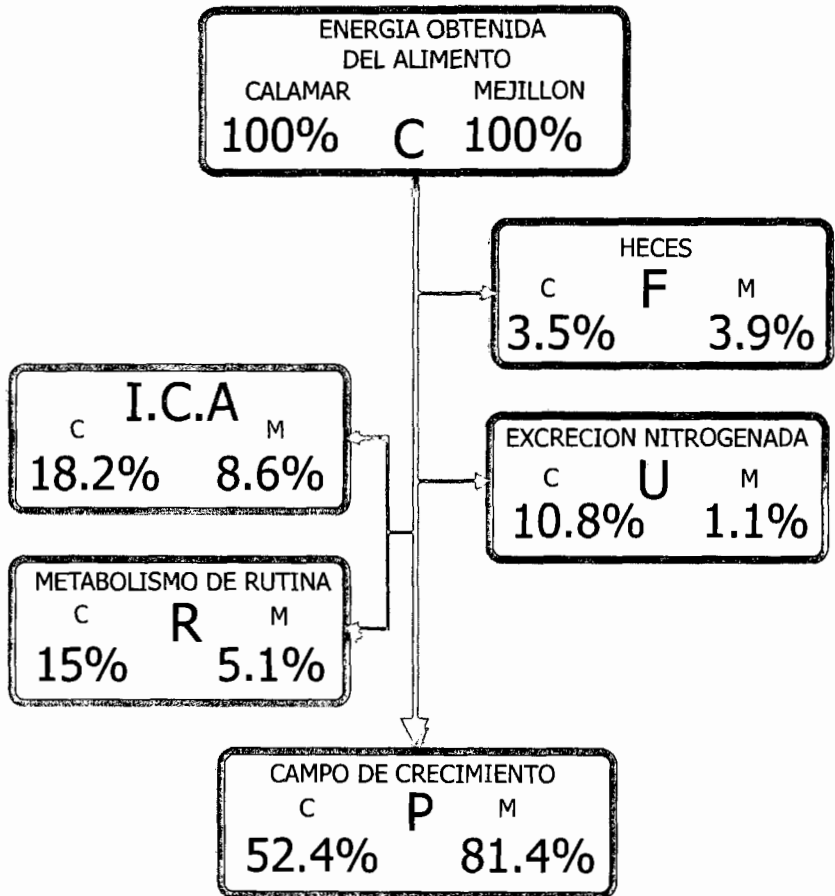 ENERGIA OBTENIDA
DEL ALIMENTO
CALAMAR MEJILLON
100% C 100%
HECES
C F M
3.5% 3.9%
I.C.A
C M
18.2% 8.6%
EXCRECION NITROGENADA
C U M
10.8% 1.1%
METABOLISMO DE RUTINA
C R M
15% 5.1%
CAMPO DE CRECIMIENTO
C P M
52.4% 81.4%